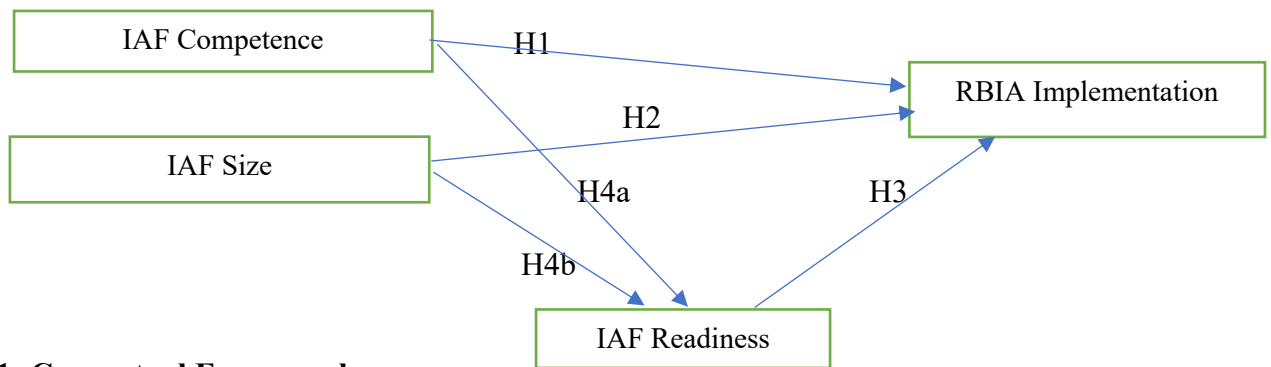 IAF Competence
H1
RBIA Implementation
H2
IAF Size
H4a
H3
H4b
IAF Readiness